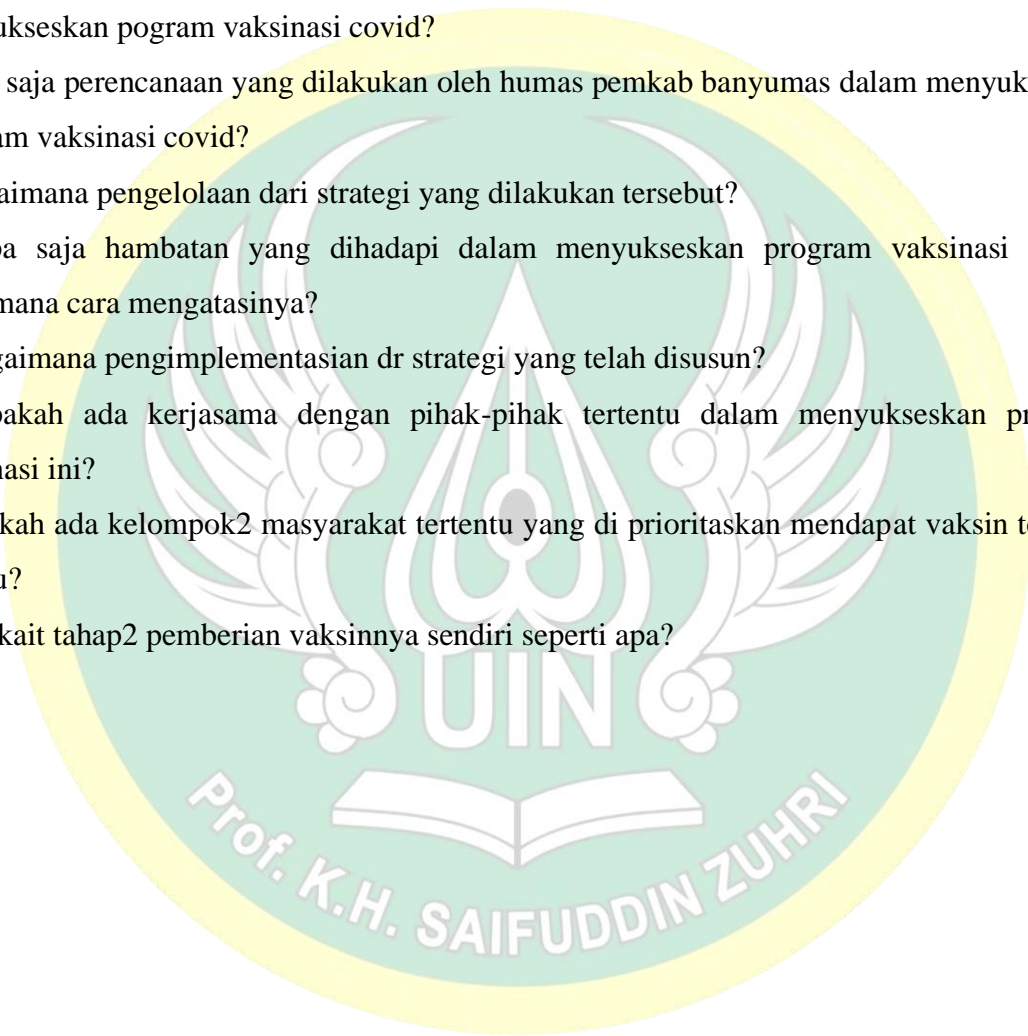 ukseskan pogram vaksinasi covid?
saja perencanaan yang dilakukan oleh humas pemkab banyumas dalam menyuk
am vaksinasi covid?
aimana pengelolaan dari strategi yang dilakukan tersebut?
a saja hambatan yang dihadapi dalam menyukseskan program vaksinasi
mana cara mengatasinya?
gaimana pengimplementasian dr strategi yang telah disusun?
pakah ada kerjasama dengan pihak-pihak tertentu dalam menyukseskan pr
nasi ini?
kah ada kelompok2 masyarakat tertentu yang di prioritaskan mendapat vaksin te
u?
kait tahap2 pemberian vaksinnya sendiri seperti apa?
UIN
Prof. K.H. SAIFUDDIN ZUHRI